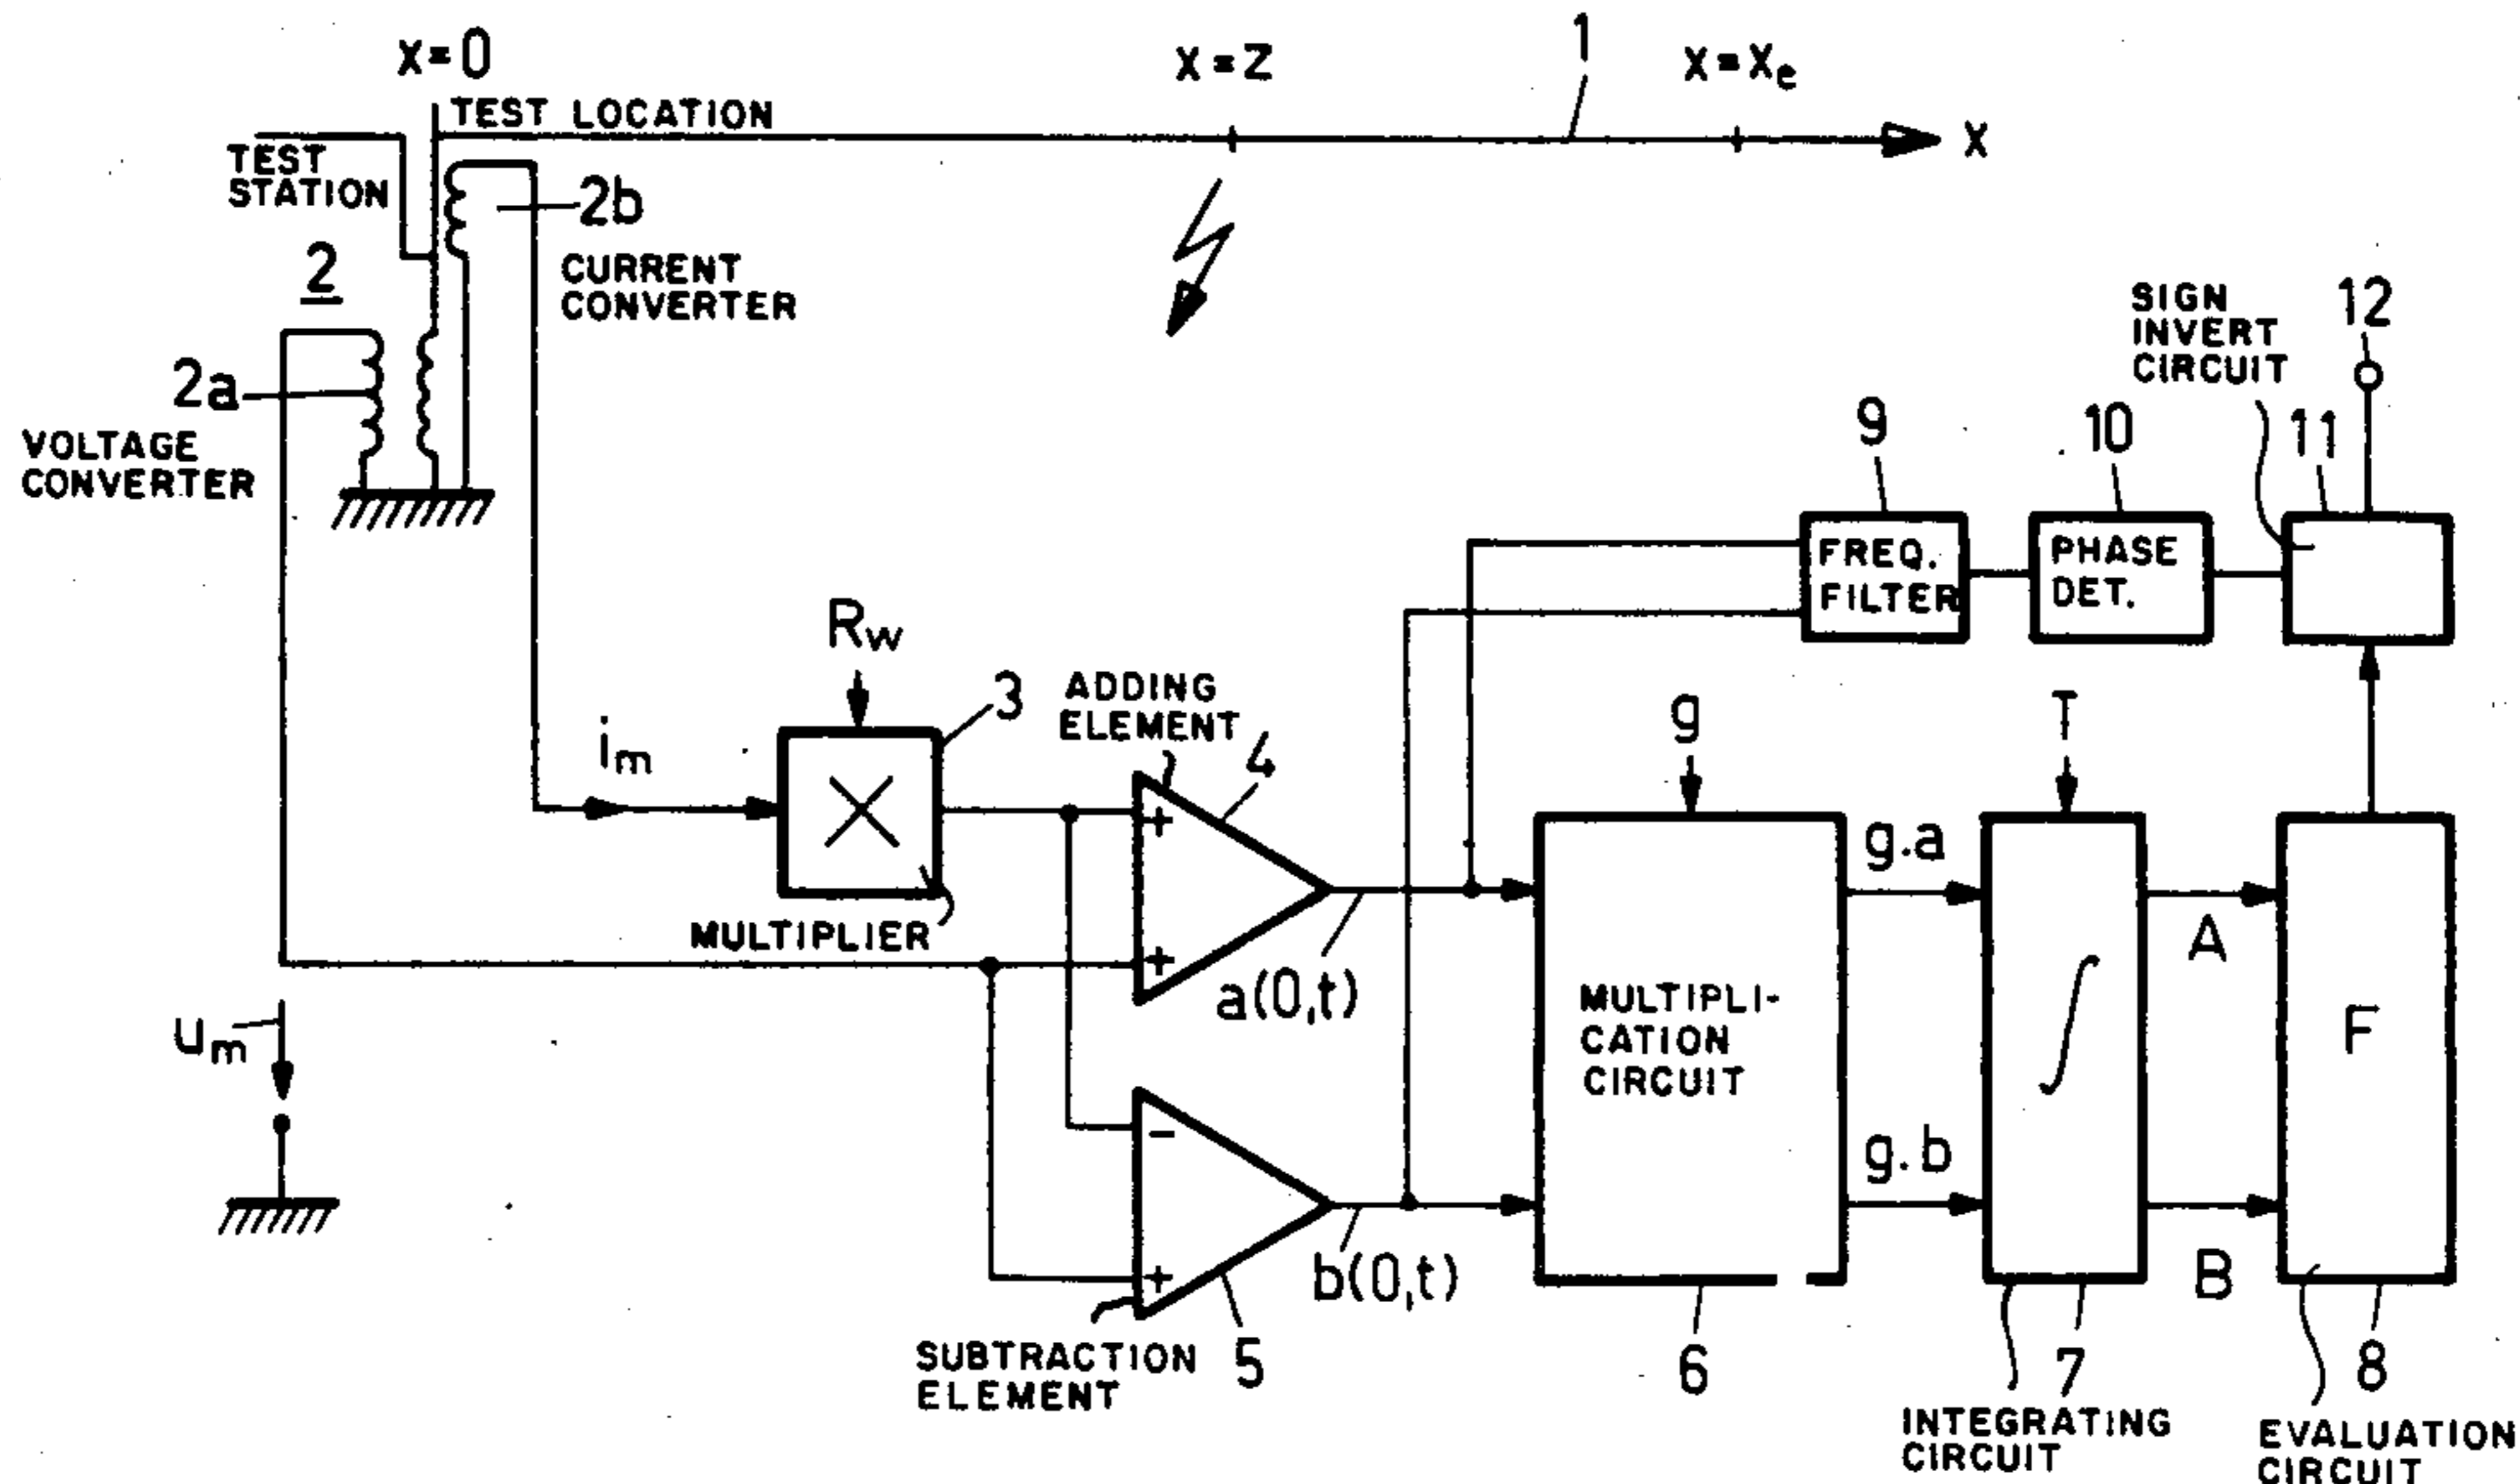 x=0
x=z
1
x=xe
TEST LOCATION
x
TEST
STATION
2b
2
CURRENT
CONVERTER
SIGN
INVERT
CIRCUIT
12
2a
VOLTAGE
CONVERTER
9
10
11
FREQ.
FILTER
PHASE
DET.
Rw
3
ADDING
ELEMENT
4
g
T
im
+
g.a
MULTIPLIER
+
A
a(0,t)
MULTIPLI-
CATION
CIRCUIT
∫
F
um
-
g.b
+
b(0,t)
B
SUBTRACTION
ELEMENT
5
6
7
8
INTEGRATING
CIRCUIT
EVALUATION
CIRCUIT